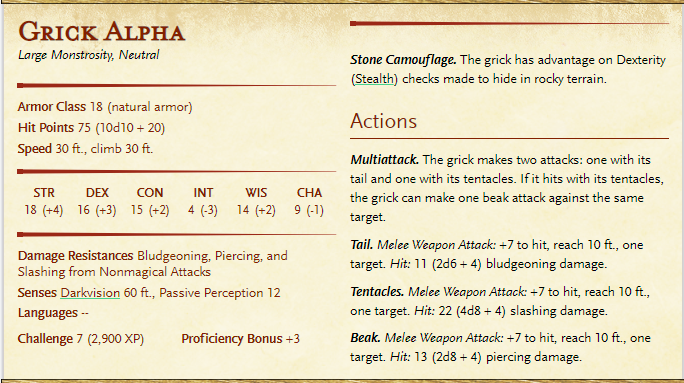 Grick Alpha
Large Monstrosity, Neutral
Armor Class 18 (natural armor)
Hit Points 75 (10d10 + 20)
Speed 30 ft., climb 30 ft.
STR DEX CON INT WIS CHA
18 (+4) 16 (+3) 15 (+2) 4 (-3) 14 (+2) 9 (-1)
Damage Resistances Bludgeoning, Piercing, and
Slashing from Nonmagical Attacks
Senses Darkvision 60 ft., Passive Perception 12
Languages --
Challenge 7 (2,900 XP) Proficiency Bonus +3
Stone Camouflage. The grick has advantage on Dexterity
(Stealth) checks made to hide in rocky terrain.
Actions
Multiattack. The grick makes two attacks: one with its
tail and one with its tentacles. If it hits with its tentacles,
the grick can make one beak attack against the same
target.
Tail. Melee Weapon Attack: +7 to hit, reach 10 ft., one
target. Hit: 11 (2d6 + 4) bludgeoning damage.
Tentacles. Melee Weapon Attack: +7 to hit, reach 10 ft.,
one target. Hit: 22 (4d8 + 4) slashing damage.
Beak. Melee Weapon Attack: +7 to hit, reach 10 ft., one
target. Hit: 13 (2d8 + 4) piercing damage.